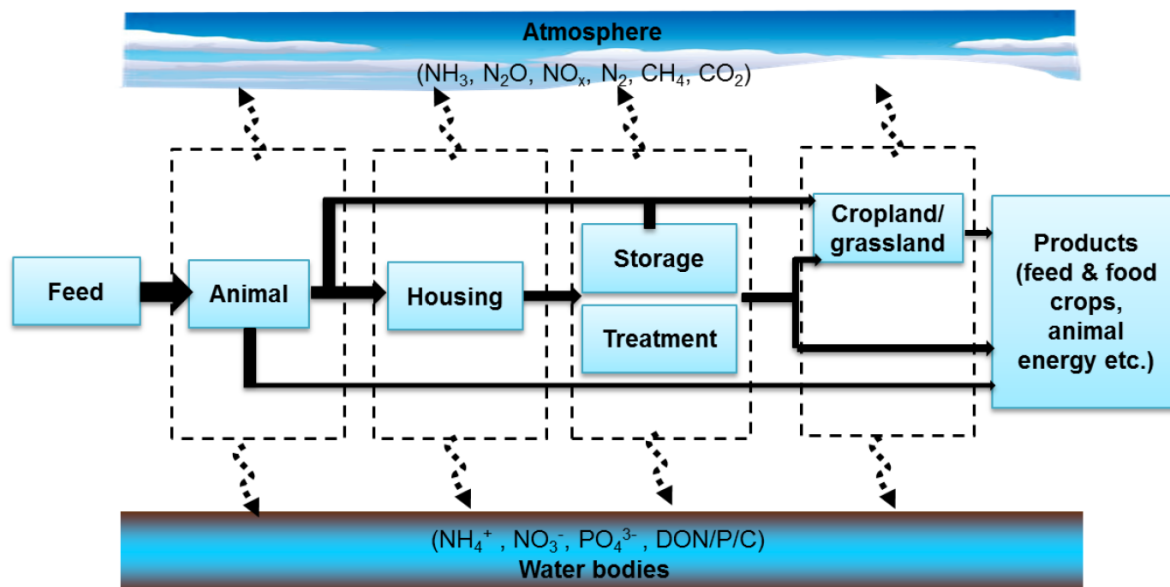 Atmosphere
(NH₃, N₂O, NOₓ, N₂, CH₄, CO₂)
Feed
Animal
Housing
Storage
Treatment
Cropland/
grassland
Products
(feed & food
crops,
animal
energy etc.)
(NH₄⁺ , NO₃⁻, PO₄³⁻ , DON/P/C)
Water bodies